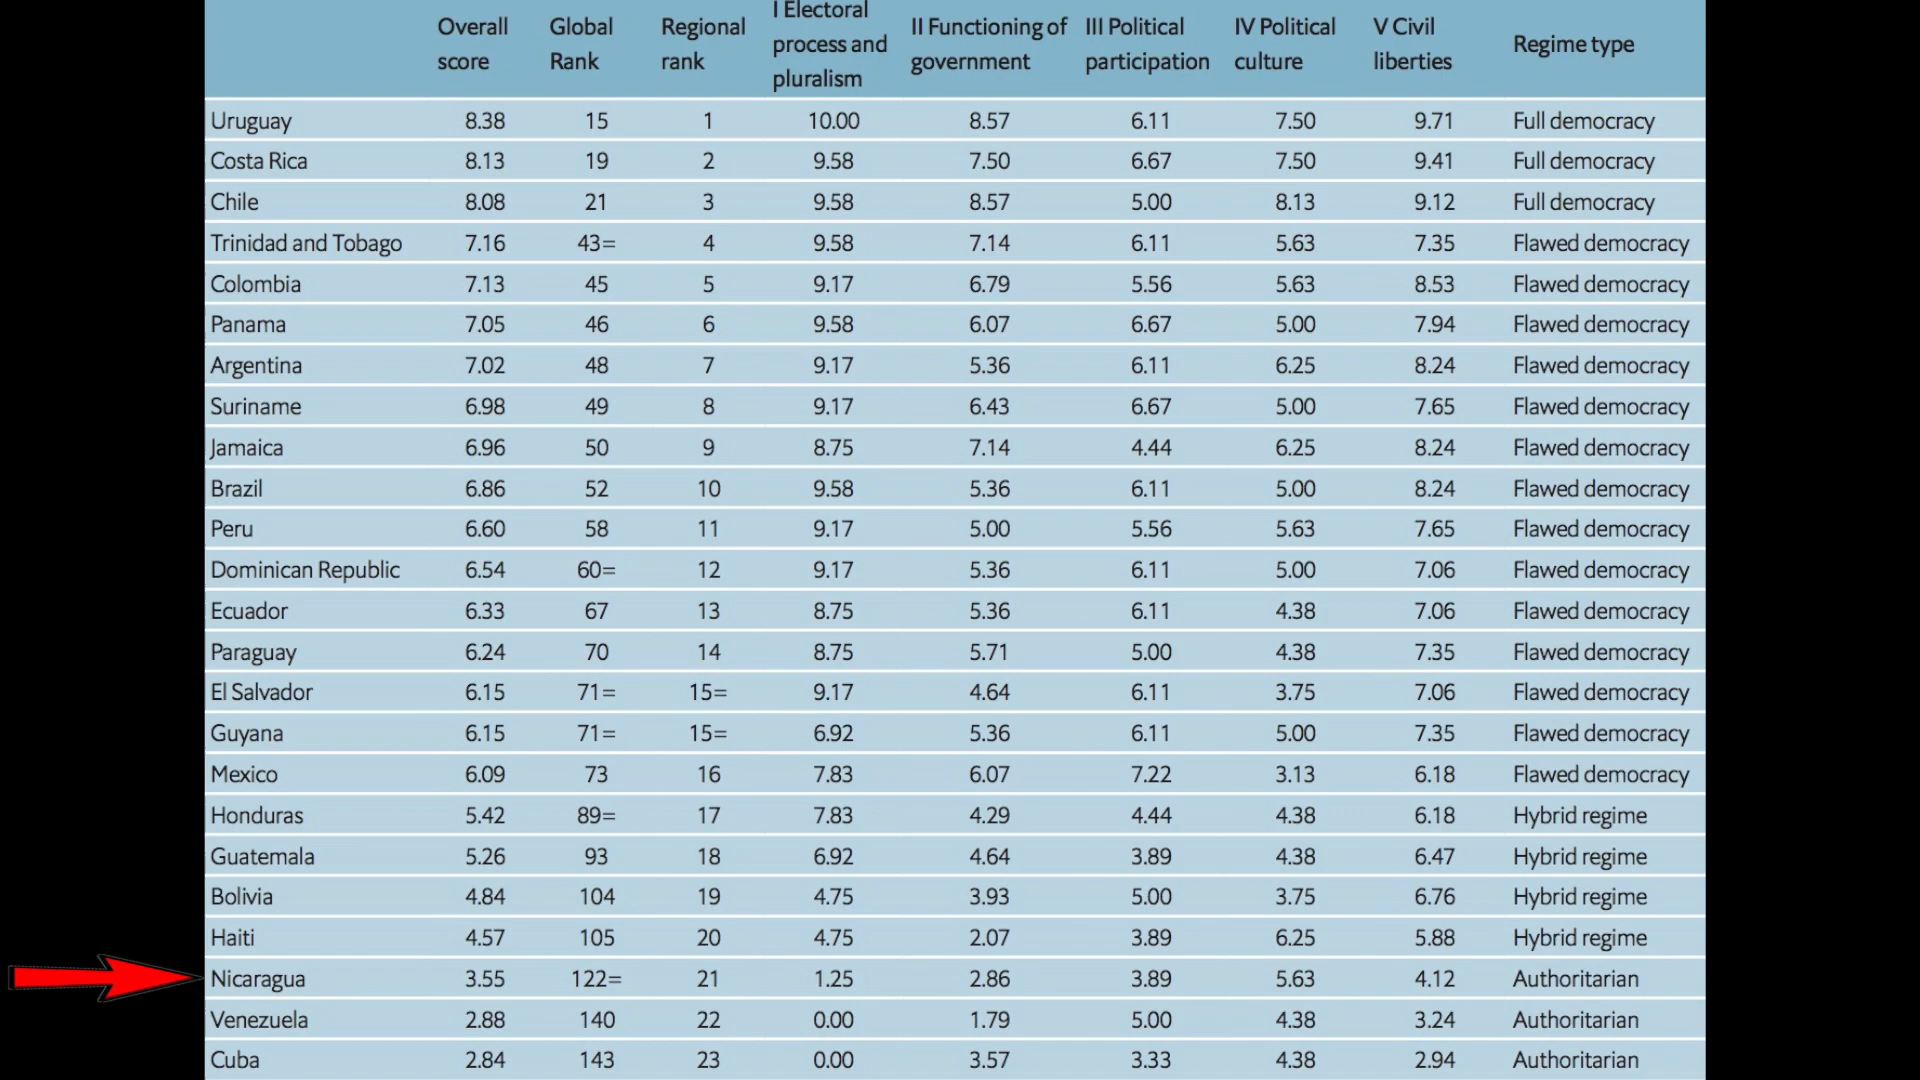 Overall score Global Rank Regional rank I Electoral process and pluralism II Functioning of government III Political participation IV Political culture V Civil liberties Regime type
Uruguay 8.38 15 1 10.00 8.57 6.11 7.50 9.71 Full democracy
Costa Rica 8.13 19 2 9.58 7.50 6.67 7.50 9.41 Full democracy
Chile 8.08 21 3 9.58 8.57 5.00 8.13 9.12 Full democracy
Trinidad and Tobago 7.16 43= 4 9.58 7.14 6.11 5.63 7.35 Flawed democracy
Colombia 7.13 45 5 9.17 6.79 5.56 5.63 8.53 Flawed democracy
Panama 7.05 46 6 9.58 6.07 6.67 5.00 7.94 Flawed democracy
Argentina 7.02 48 7 9.17 5.36 6.11 6.25 8.24 Flawed democracy
Suriname 6.98 49 8 9.17 6.43 6.67 5.00 7.65 Flawed democracy
Jamaica 6.96 50 9 8.75 7.14 4.44 6.25 8.24 Flawed democracy
Brazil 6.86 52 10 9.58 5.36 6.11 5.00 8.24 Flawed democracy
Peru 6.60 58 11 9.17 5.00 5.56 5.63 7.65 Flawed democracy
Dominican Republic 6.54 60= 12 9.17 5.36 6.11 5.00 7.06 Flawed democracy
Ecuador 6.33 67 13 8.75 5.36 6.11 4.38 7.06 Flawed democracy
Paraguay 6.24 70 14 8.75 5.71 5.00 4.38 7.35 Flawed democracy
El Salvador 6.15 71= 15= 9.17 4.64 6.11 3.75 7.06 Flawed democracy
Guyana 6.15 71= 15= 6.92 5.36 6.11 5.00 7.35 Flawed democracy
Mexico 6.09 73 16 7.83 6.07 7.22 3.13 6.18 Flawed democracy
Honduras 5.42 89= 17 7.83 4.29 4.44 4.38 6.18 Hybrid regime
Guatemala 5.26 93 18 6.92 4.64 3.89 4.38 6.47 Hybrid regime
Bolivia 4.84 104 19 4.75 3.93 5.00 3.75 6.76 Hybrid regime
Haiti 4.57 105 20 4.75 2.07 3.89 6.25 5.88 Hybrid regime
Nicaragua 3.55 122= 21 1.25 2.86 3.89 5.63 4.12 Authoritarian
Venezuela 2.88 140 22 0.00 1.79 5.00 4.38 3.24 Authoritarian
Cuba 2.84 143 23 0.00 3.57 3.33 4.38 2.94 Authoritarian